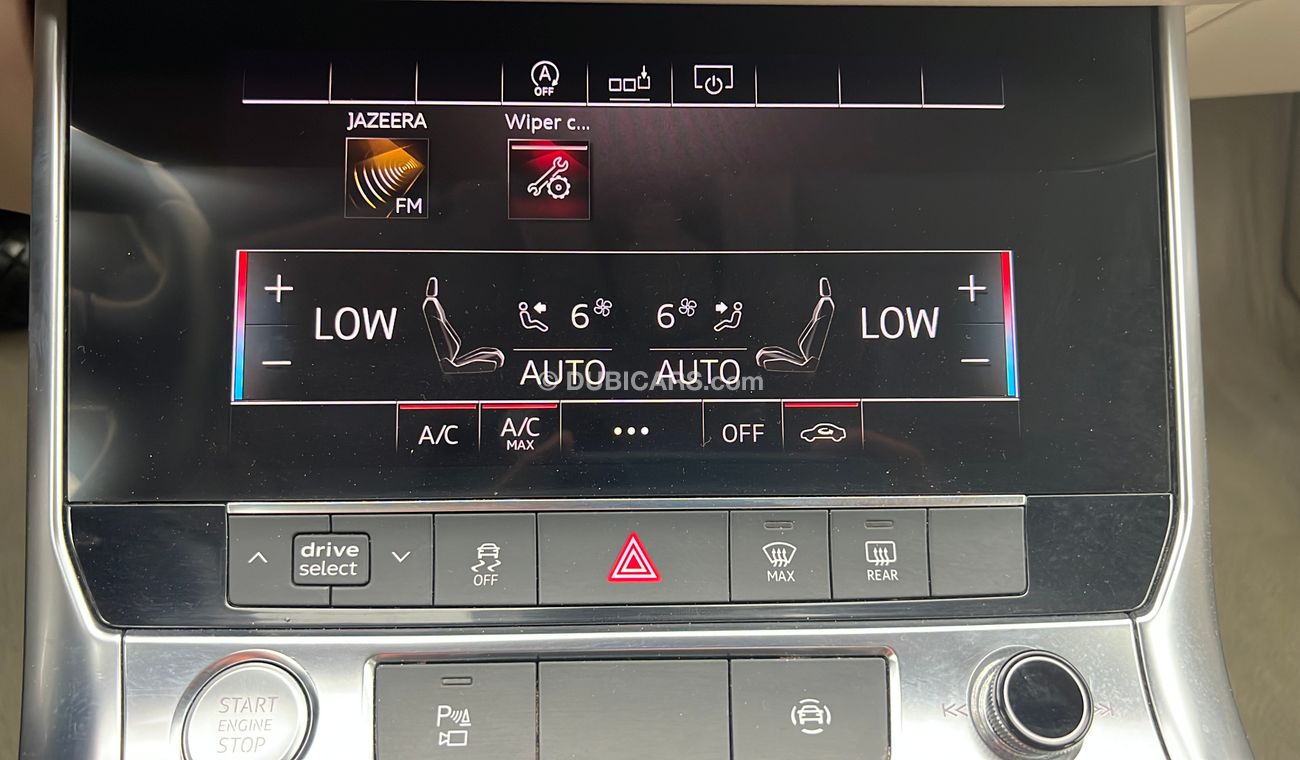 A
OFF
JAZEERA
Wiper c...
FM
+ +
LOW 6 6 LOW
− −
AUTO AUTO
© DUBICARS.com
A/C A/C MAX ••• OFF
drive
select
OFF
MAX
REAR
START
ENGINE
STOP
P